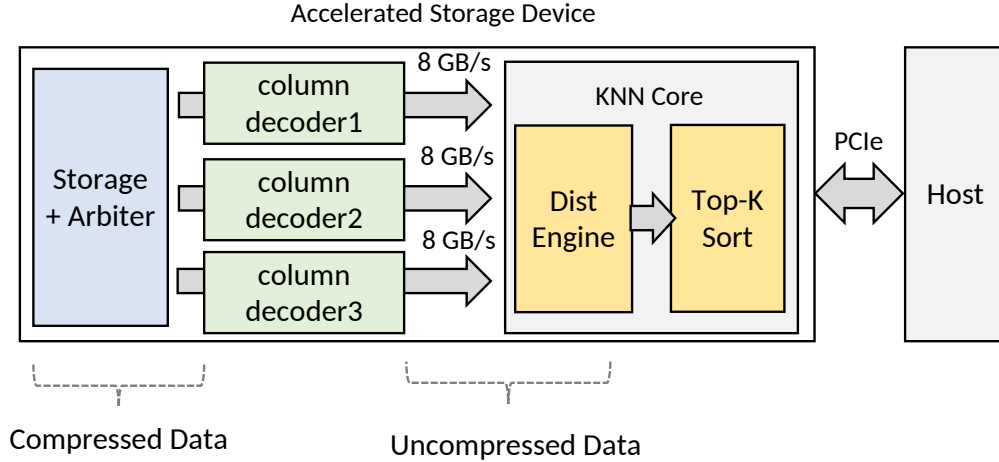 Accelerated Storage Device
8 GB/s
column
decoder1
KNN Core
PCIe
8 GB/s
Storage
+ Arbiter
column
decoder2
Dist
Engine
Top-K
Sort
Host
8 GB/s
column
decoder3
Compressed Data
Uncompressed Data